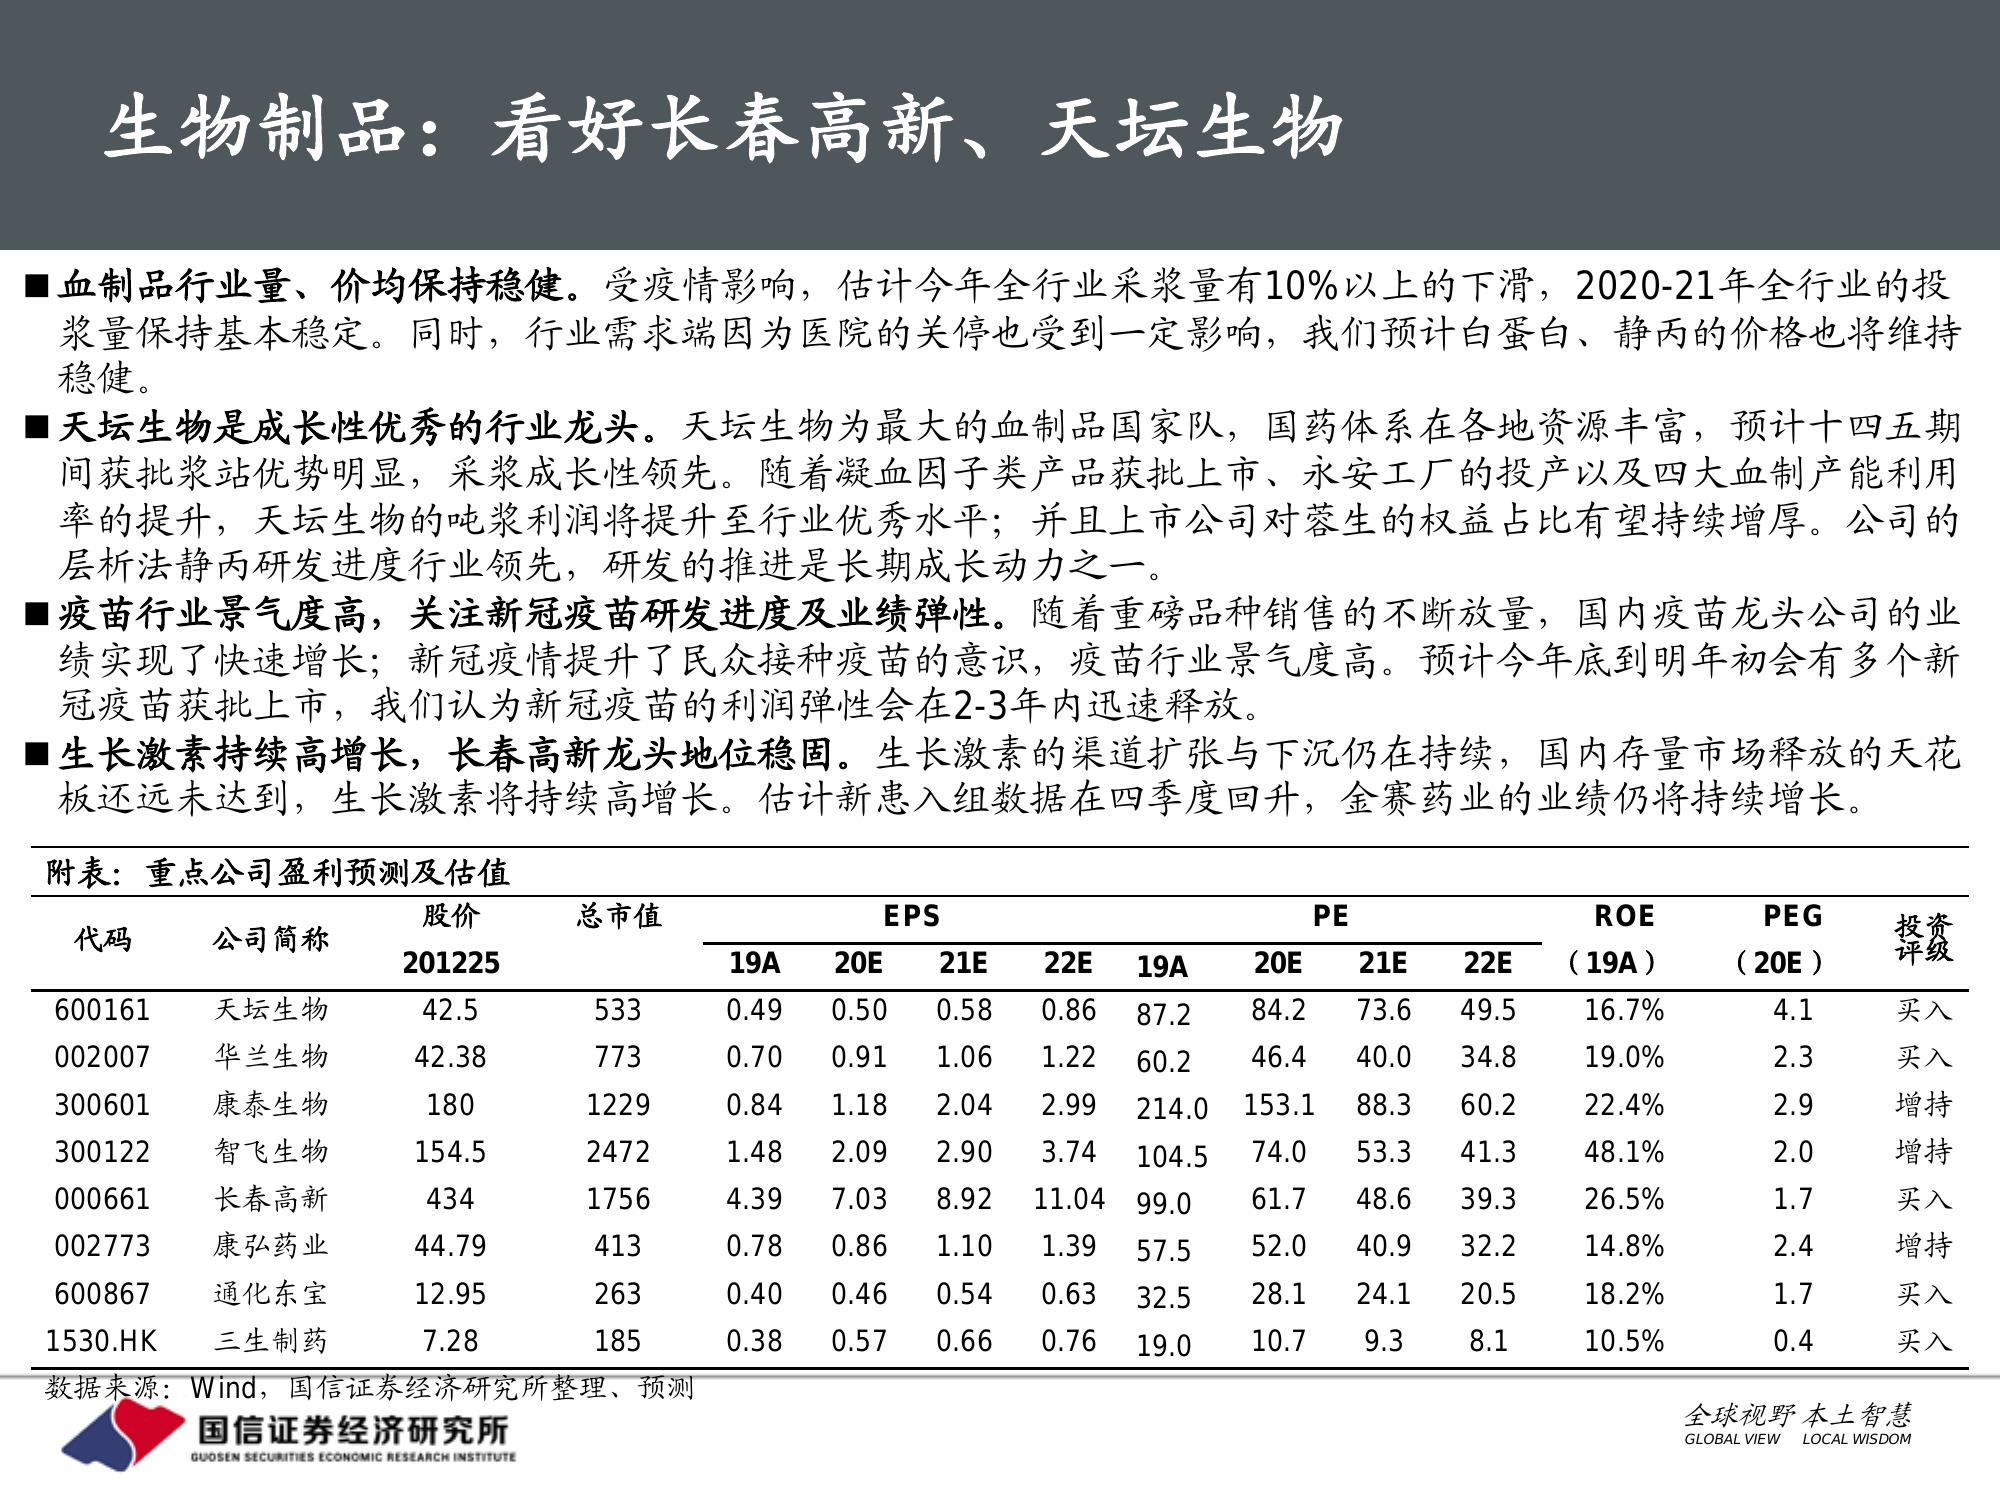 生物制品：看好长春高新、天坛生物
■血制品行业量、价均保持稳健。受疫情影响，估计今年全行业采浆量有10%以上的下滑，2020-21年全行业的投
浆量保持基本稳定。同时，行业需求端因为医院的关停也受到一定影响，我们预计白蛋白、静丙的价格也将维持
稳健。
■天坛生物是成长性优秀的行业龙头。天坛生物为最大的血制品国家队，国药体系在各地资源丰富，预计十四五期
间获批浆站优势明显，采浆成长性领先。随着凝血因子类产品获批上市、永安工厂的投产以及四大血制产能利用
率的提升，天坛生物的吨浆利润将提升至行业优秀水平；并且上市公司对蓉生的权益占比有望持续增厚。公司的
层析法静丙研发进度行业领先，研发的推进是长期成长动力之一。
■疫苗行业景气度高，关注新冠疫苗研发进度及业绩弹性。随着重磅品种销售的不断放量，国内疫苗龙头公司的业
绩实现了快速增长；新冠疫情提升了民众接种疫苗的意识，疫苗行业景气度高。预计今年底到明年初会有多个新
冠疫苗获批上市，我们认为新冠疫苗的利润弹性会在2-3年内迅速释放。
■生长激素持续高增长，长春高新龙头地位稳固。生长激素的渠道扩张与下沉仍在持续，国内存量市场释放的天花
板还远未达到，生长激素将持续高增长。估计新患入组数据在四季度回升，金赛药业的业绩仍将持续增长。
附表：重点公司盈利预测及估值
代码 公司简称 股价 总市值 EPS PE ROE PEG 投资
201225 19A 20E 21E 22E 19A 20E 21E 22E （19A） （20E） 评级
600161 天坛生物 42.5 533 0.49 0.50 0.58 0.86 87.2 84.2 73.6 49.5 16.7% 4.1 买入
002007 华兰生物 42.38 773 0.70 0.91 1.06 1.22 60.2 46.4 40.0 34.8 19.0% 2.3 买入
300601 康泰生物 180 1229 0.84 1.18 2.04 2.99 214.0 153.1 88.3 60.2 22.4% 2.9 增持
300122 智飞生物 154.5 2472 1.48 2.09 2.90 3.74 104.5 74.0 53.3 41.3 48.1% 2.0 增持
000661 长春高新 434 1756 4.39 7.03 8.92 11.04 99.0 61.7 48.6 39.3 26.5% 1.7 买入
002773 康弘药业 44.79 413 0.78 0.86 1.10 1.39 57.5 52.0 40.9 32.2 14.8% 2.4 增持
600867 通化东宝 12.95 263 0.40 0.46 0.54 0.63 32.5 28.1 24.1 20.5 18.2% 1.7 买入
1530.HK 三生制药 7.28 185 0.38 0.57 0.66 0.76 19.0 10.7 9.3 8.1 10.5% 0.4 买入
数据来源：Wind，国信证券经济研究所整理、预测
国信证券经济研究所
GUOSEN SECURITIES ECONOMIC RESEARCH INSTITUTE
全球视野 本土智慧
GLOBAL VIEW LOCAL WISDOM